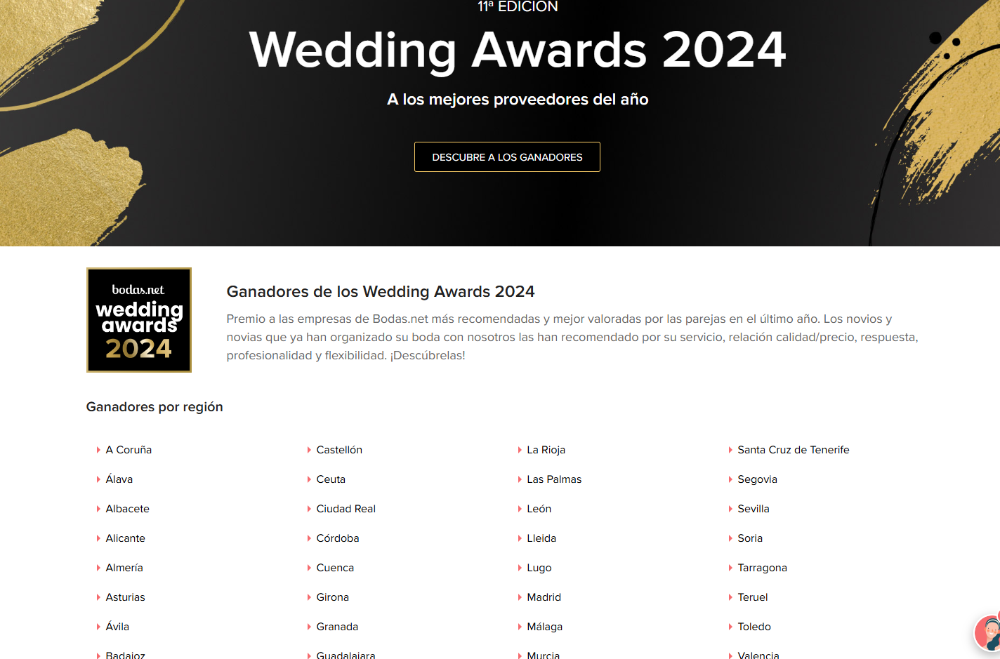 11ª EDICIÓN
Wedding Awards 2024
A los mejores proveedores del año
DESCUBRE A LOS GANADORES
bodas.net
wedding
awards
2024
Ganadores de los Wedding Awards 2024
Premio a las empresas de Bodas.net más recomendadas y mejor valoradas por las parejas en el último año. Los novios y
novias que ya han organizado su boda con nosotros las han recomendado por su servicio, relación calidad/precio, respuesta,
profesionalidad y flexibilidad. ¡Descúbrelas!
Ganadores por región
A Coruña
Álava
Albacete
Alicante
Almería
Asturias
Ávila
Badajoz
Castellón
Ceuta
Ciudad Real
Córdoba
Cuenca
Girona
Granada
Guadalajara
La Rioja
Las Palmas
León
Lleida
Lugo
Madrid
Málaga
Murcia
Santa Cruz de Tenerife
Segovia
Sevilla
Soria
Tarragona
Teruel
Toledo
Valencia